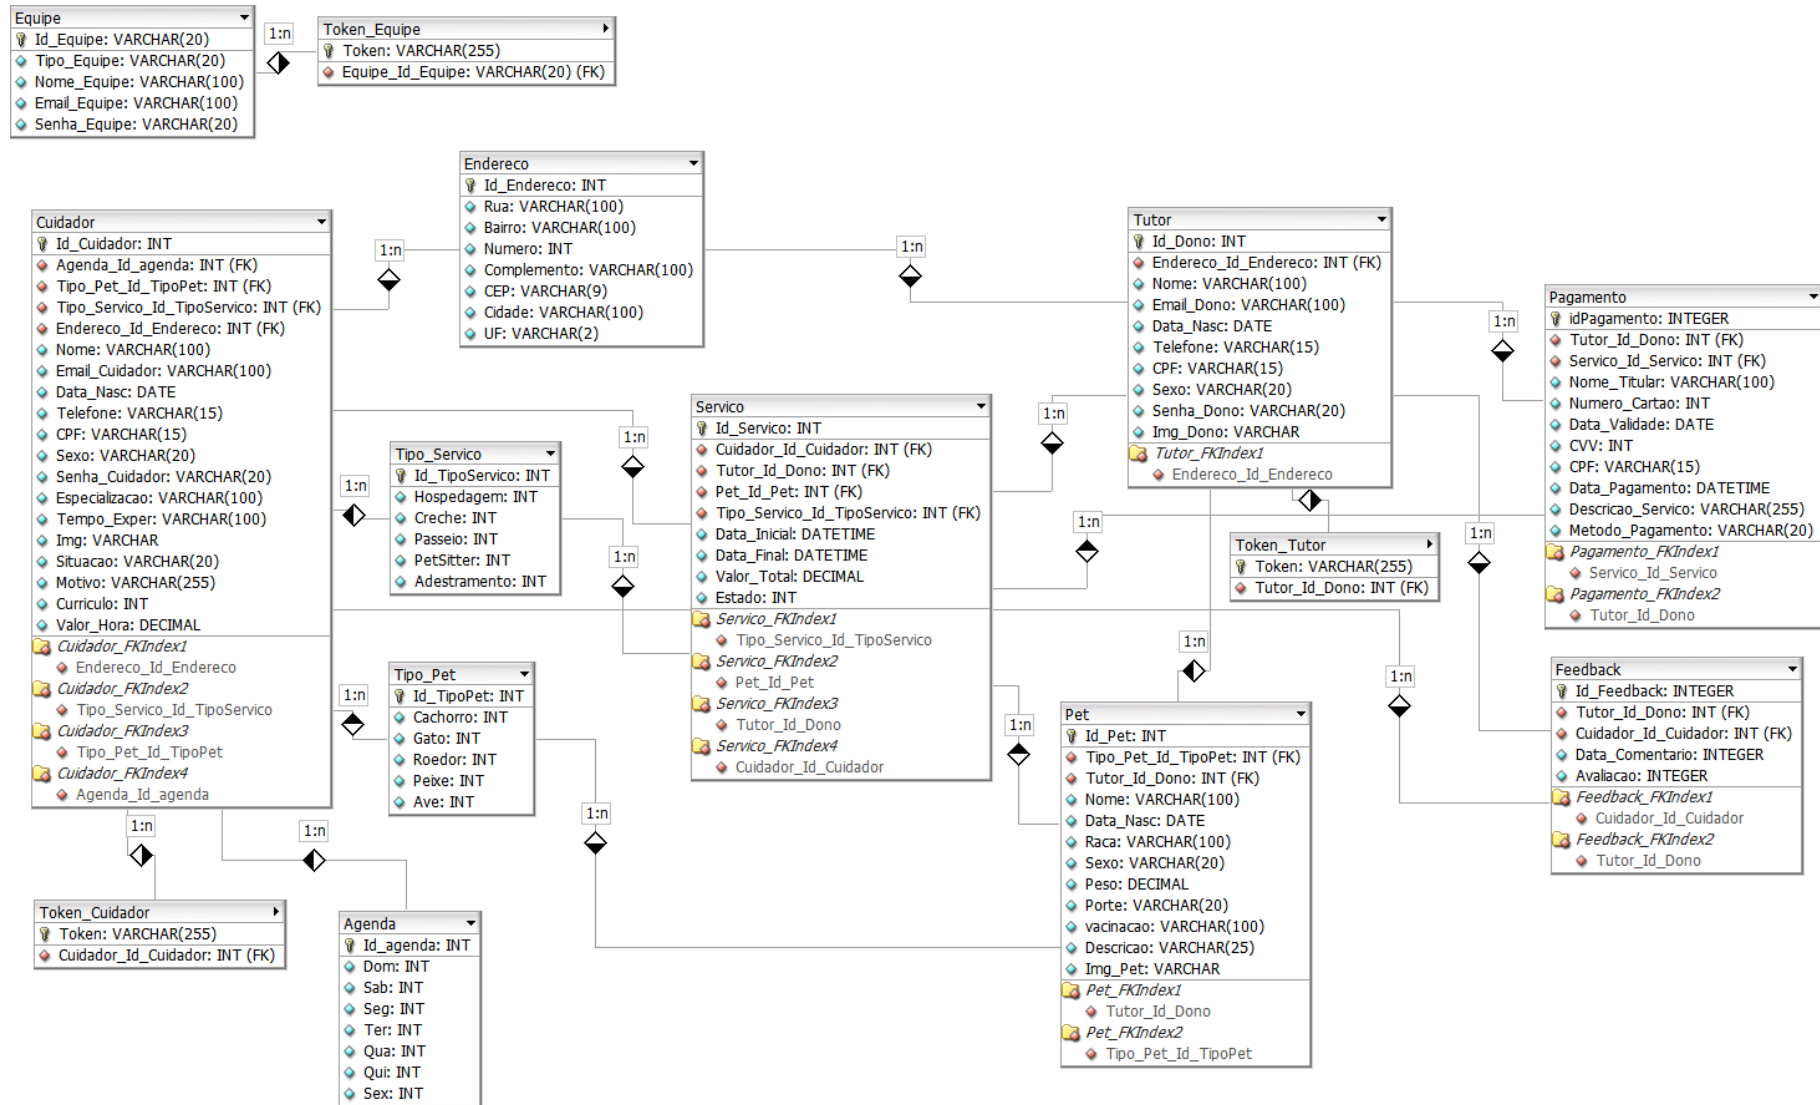 Equipe
Id_Equipe: VARCHAR(20)
Tipo_Equipe: VARCHAR(20)
Nome_Equipe: VARCHAR(100)
Email_Equipe: VARCHAR(100)
Senha_Equipe: VARCHAR(20)
1:n
Token_Equipe
Token: VARCHAR(255)
Equipe_Id_Equipe: VARCHAR(20) (FK)
Endereco
Id_Endereco: INT
Rua: VARCHAR(100)
Bairro: VARCHAR(100)
Numero: INT
Complemento: VARCHAR(100)
CEP: VARCHAR(9)
Cidade: VARCHAR(100)
UF: VARCHAR(2)
1:n
1:n
Cuidador
Id_Cuidador: INT
Agenda_Id_agenda: INT (FK)
Tipo_Pet_Id_TipoPet: INT (FK)
Tipo_Servico_Id_TipoServico: INT (FK)
Endereco_Id_Endereco: INT (FK)
Nome: VARCHAR(100)
Email_Cuidador: VARCHAR(100)
Data_Nasc: DATE
Telefone: VARCHAR(15)
CPF: VARCHAR(15)
Sexo: VARCHAR(20)
Senha_Cuidador: VARCHAR(20)
Especializacao: VARCHAR(100)
Tempo_Exper: VARCHAR(100)
Img: VARCHAR
Situacao: VARCHAR(20)
Motivo: VARCHAR(255)
Curriculo: INT
Valor_Hora: DECIMAL
Cuidador_FKIndex1
Endereco_Id_Endereco
Cuidador_FKIndex2
Tipo_Servico_Id_TipoServico
Cuidador_FKIndex3
Tipo_Pet_Id_TipoPet
Cuidador_FKIndex4
Agenda_Id_agenda
Tutor
Id_Dono: INT
Endereco_Id_Endereco: INT (FK)
Nome: VARCHAR(100)
Email_Dono: VARCHAR(100)
Data_Nasc: DATE
Telefone: VARCHAR(15)
CPF: VARCHAR(15)
Sexo: VARCHAR(20)
Senha_Dono: VARCHAR(20)
Img_Dono: VARCHAR
Tutor_FKIndex1
Endereco_Id_Endereco
1:n
Pagamento
idPagamento: INTEGER
Tutor_Id_Dono: INT (FK)
Servico_Id_Servico: INT (FK)
Nome_Titular: VARCHAR(100)
Numero_Cartao: INT
Data_Validade: DATE
CVV: INT
CPF: VARCHAR(15)
Data_Pagamento: DATETIME
Descricao_Servico: VARCHAR(255)
Metodo_Pagamento: VARCHAR(20)
Pagamento_FKIndex1
Servico_Id_Servico
Pagamento_FKIndex2
Tutor_Id_Dono
1:n
1:n
1:n
1:n
1:n
Tipo_Servico
Id_TipoServico: INT
Hospedagem: INT
Creche: INT
Passeio: INT
PetSitter: INT
Adestramento: INT
1:n
Servico
Id_Servico: INT
Cuidador_Id_Cuidador: INT (FK)
Tutor_Id_Dono: INT (FK)
Pet_Id_Pet: INT (FK)
Tipo_Servico_Id_TipoServico: INT (FK)
Data_Inicial: DATETIME
Data_Final: DATETIME
Valor_Total: DECIMAL
Estado: INT
Servico_FKIndex1
Tipo_Servico_Id_TipoServico
Servico_FKIndex2
Pet_Id_Pet
Servico_FKIndex3
Tutor_Id_Dono
Servico_FKIndex4
Cuidador_Id_Cuidador
Token_Tutor
Token: VARCHAR(255)
Tutor_Id_Dono: INT (FK)
1:n
1:n
1:n
1:n
1:n
Tipo_Pet
Id_TipoPet: INT
Cachorro: INT
Gato: INT
Roedor: INT
Peixe: INT
Ave: INT
Pet
Id_Pet: INT
Tipo_Pet_Id_TipoPet: INT (FK)
Tutor_Id_Dono: INT (FK)
Nome: VARCHAR(100)
Data_Nasc: DATE
Raca: VARCHAR(100)
Sexo: VARCHAR(20)
Peso: DECIMAL
Porte: VARCHAR(20)
vacinacao: VARCHAR(100)
Descricao: VARCHAR(25)
Img_Pet: VARCHAR
Pet_FKIndex1
Tutor_Id_Dono
Pet_FKIndex2
Tipo_Pet_Id_TipoPet
Feedback
Id_Feedback: INTEGER
Tutor_Id_Dono: INT (FK)
Cuidador_Id_Cuidador: INT (FK)
Data_Comentario: INTEGER
Avaliacao: INTEGER
Feedback_FKIndex1
Cuidador_Id_Cuidador
Feedback_FKIndex2
Tutor_Id_Dono
1:n
1:n
Token_Cuidador
Token: VARCHAR(255)
Cuidador_Id_Cuidador: INT (FK)
Agenda
Id_agenda: INT
Dom: INT
Sab: INT
Seg: INT
Ter: INT
Qua: INT
Qui: INT
Sex: INT